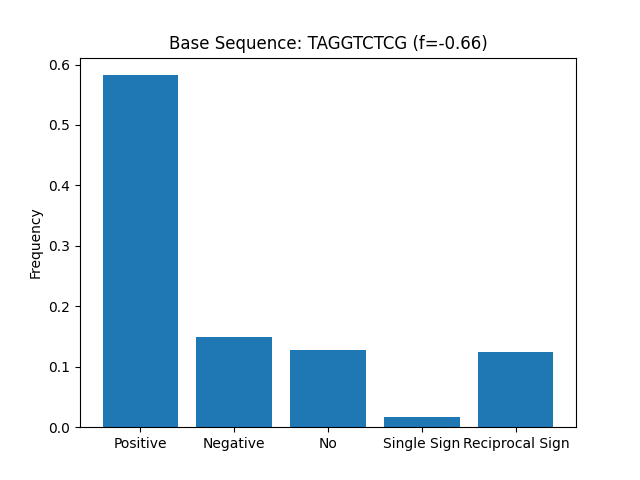 Base Sequence: TAGGTCTCG (f=-0.66)
0.6
0.5
0.4
0.3
0.2
0.1
0.0
Frequency
Positive Negative No Single Sign Reciprocal Sign